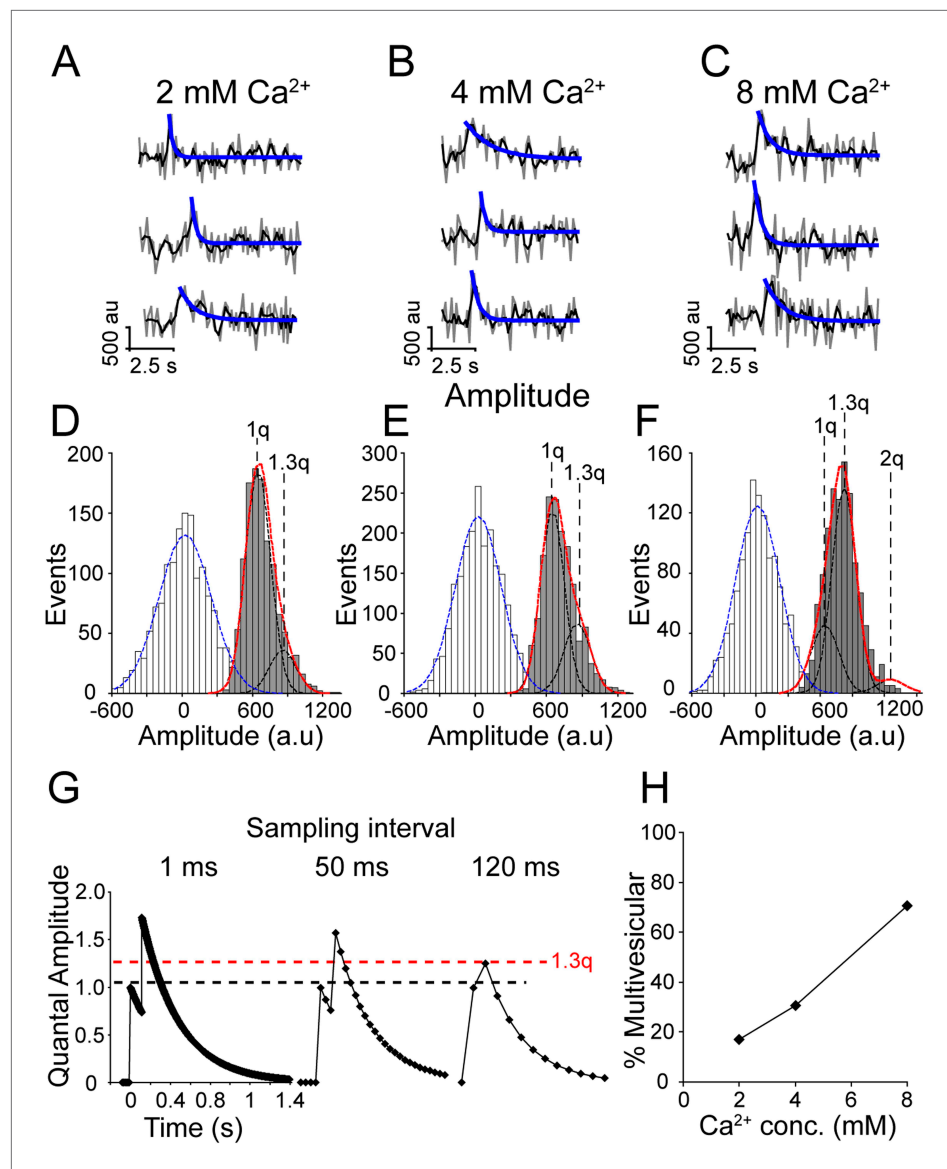 A
B
C
2 mM Ca²⁺
4 mM Ca²⁺
8 mM Ca²⁺
500 au
2.5 s
500 au
2.5 s
500 au
2.5 s
Amplitude
D
E
F
1q
1.3q
1q
1.3q
1q
1.3q
2q
200
150
100
50
0
Events
-600 0 600 1200
Amplitude (a.u)
300
250
200
150
100
50
0
Events
-600 0 600 1200
Amplitude (a.u)
160
120
80
40
0
Events
-600 0 600 1200
Amplitude (a.u)
G
Sampling interval
1 ms
50 ms
120 ms
2.0
1.5
1.0
0.5
0
Quantal Amplitude
1.3q
0 0.4 0.8 1 1.4
Time (s)
H
100
80
60
40
20
0
% Multivesicular
0 2 4 6 8
Ca²⁺ conc. (mM)